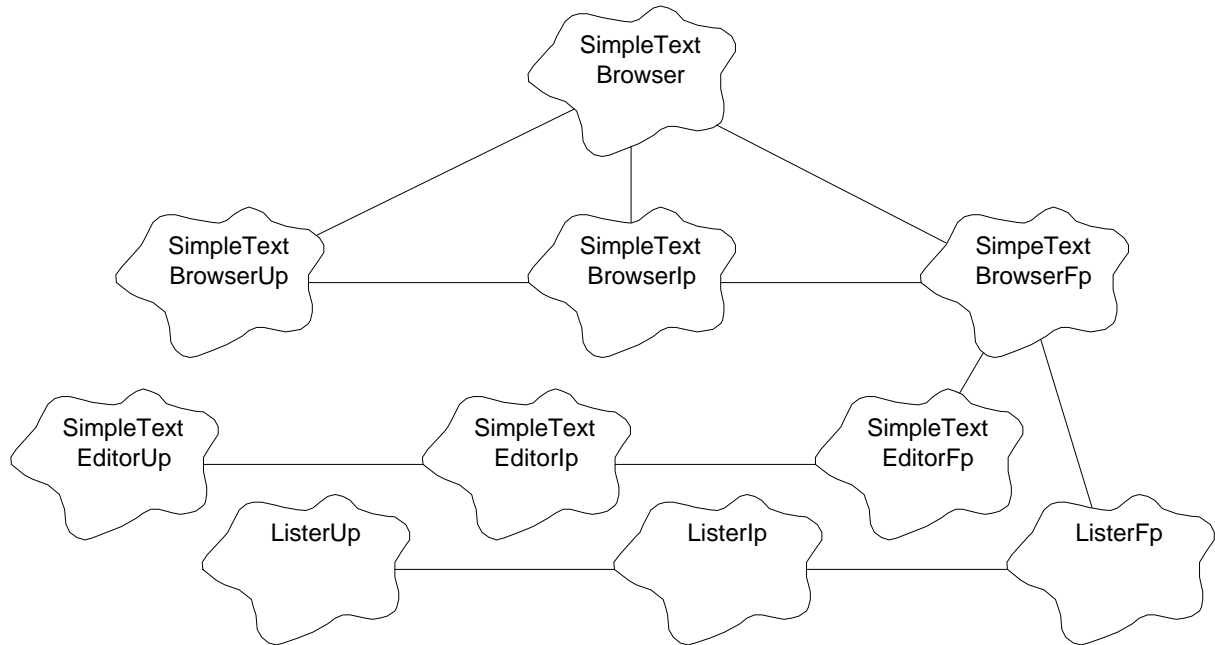 SimpleText
Browser
SimpleText
BrowserUp
SimpleText
BrowserIp
SimpeText
BrowserFp
SimpleText
EditorUp
SimpleText
EditorIp
SimpleText
EditorFp
ListerUp
ListerIp
ListerFp